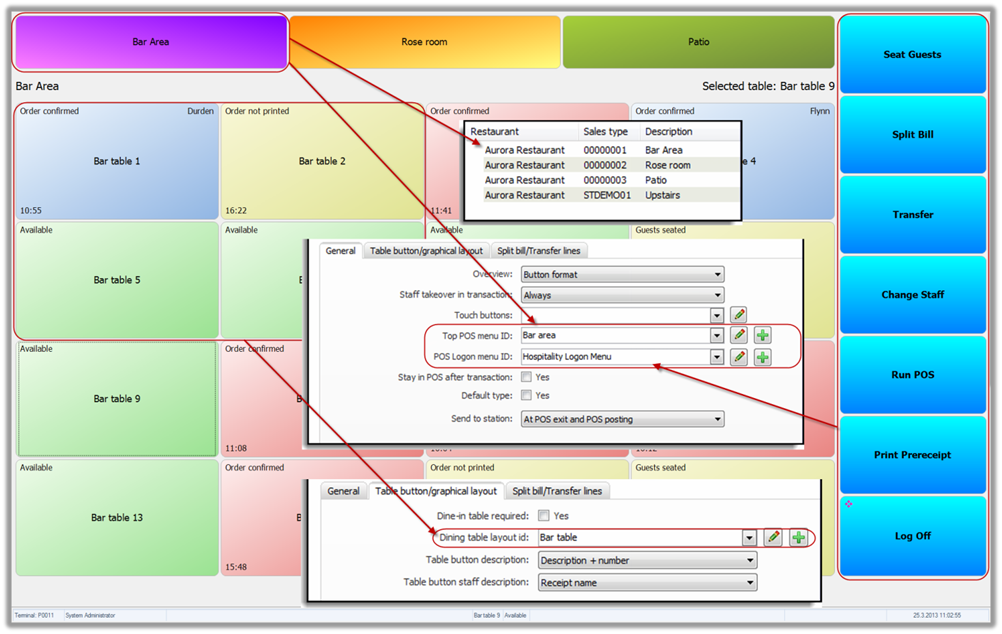 Bar Area
Rose room
Patio
Seat Guests
Bar Area
Selected table: Bar table 9
Order confirmed
Durden
Order not printed
Order confirmed
Order confirmed
Flynn
Split Bill
Bar table 1
Bar table 2
e 4
10:55
16:22
11:41
Restaurant
Sales type
Description
Aurora Restaurant
00000001
Bar Area
Aurora Restaurant
00000002
Rose room
Aurora Restaurant
00000003
Patio
Aurora Restaurant
STDEMO01
Upstairs
Transfer
Available
Available
Available
Guests seated
Bar table 5
General
Table button/graphical layout
Split bill/Transfer lines
Overview:
Button format
Staff takeover in transaction:
Always
Touch buttons:
Top POS menu ID:
Bar area
POS Logon menu ID:
Hospitality Logon Menu
Stay in POS after transaction:
Yes
Default type:
Yes
Send to station:
At POS exit and POS posting
Change Staff
Available
Order confirmed
Bar table 9
11:08
Run POS
Print Prereceipt
Available
Order confirmed
Order not printed
Guests seated
Bar table 13
15:48
General
Table button/graphical layout
Split bill/Transfer lines
Dine-in table required:
Yes
Dining table layout id:
Bar table
Table button description:
Description + number
Table button staff description:
Receipt name
Log Off
Terminal: P0011
System Administrator
Bar table 9
Available
25.3.2013 11:02:55